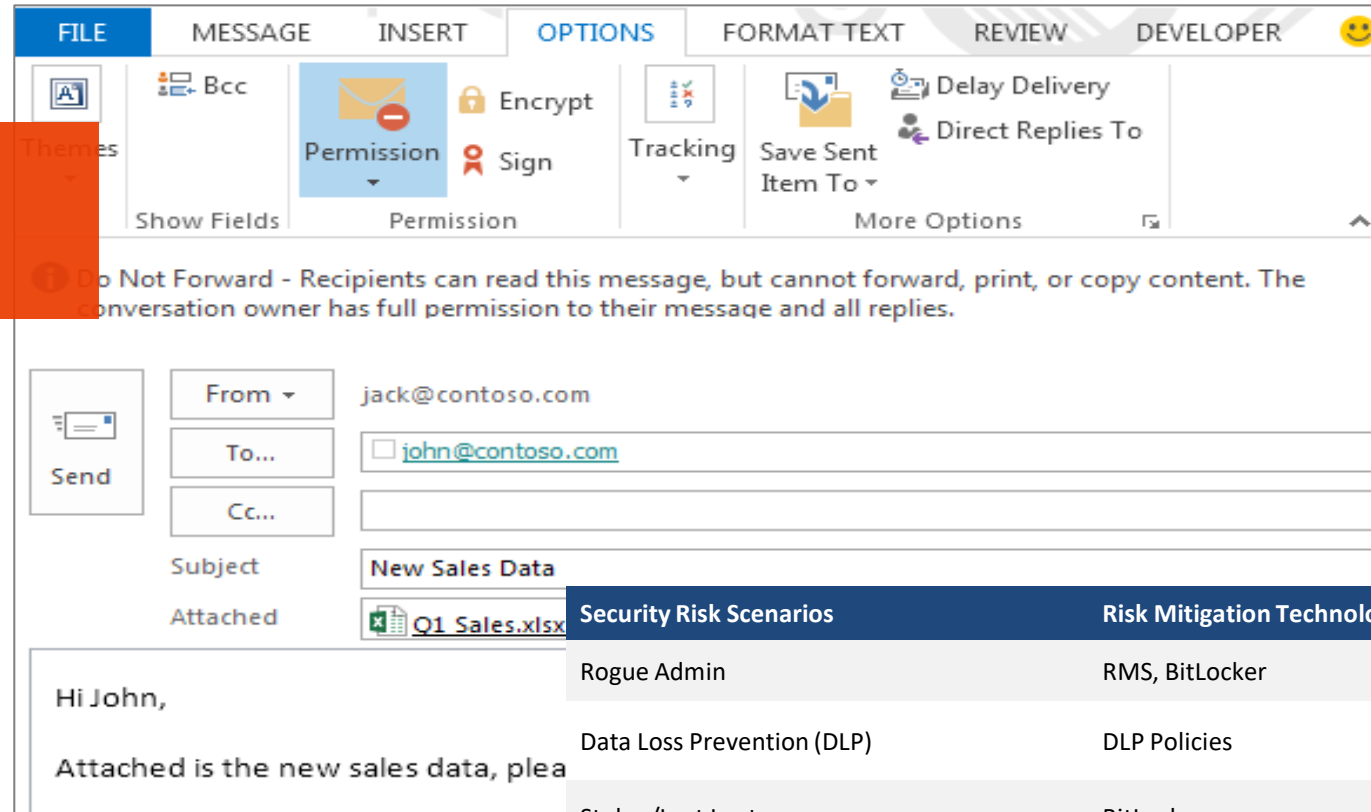 FILE MESSAGE INSERT OPTIONS FORMAT TEXT REVIEW DEVELOPER
Bcc Encrypt Delay Delivery
Themes Permission Sign Tracking Save Sent Item To Direct Replies To
Show Fields Permission More Options
Do Not Forward - Recipients can read this message, but cannot forward, print, or copy content. The
conversation owner has full permission to their message and all replies.
Send
From jack@contoso.com
To... john@contoso.com
Cc...
Subject New Sales Data
Attached Q1 Sales.xlsx
Hi John,
Attached is the new sales data, plea
Security Risk Scenarios Risk Mitigation Technolo
Rogue Admin RMS, BitLocker
Data Loss Prevention (DLP) DLP Policies